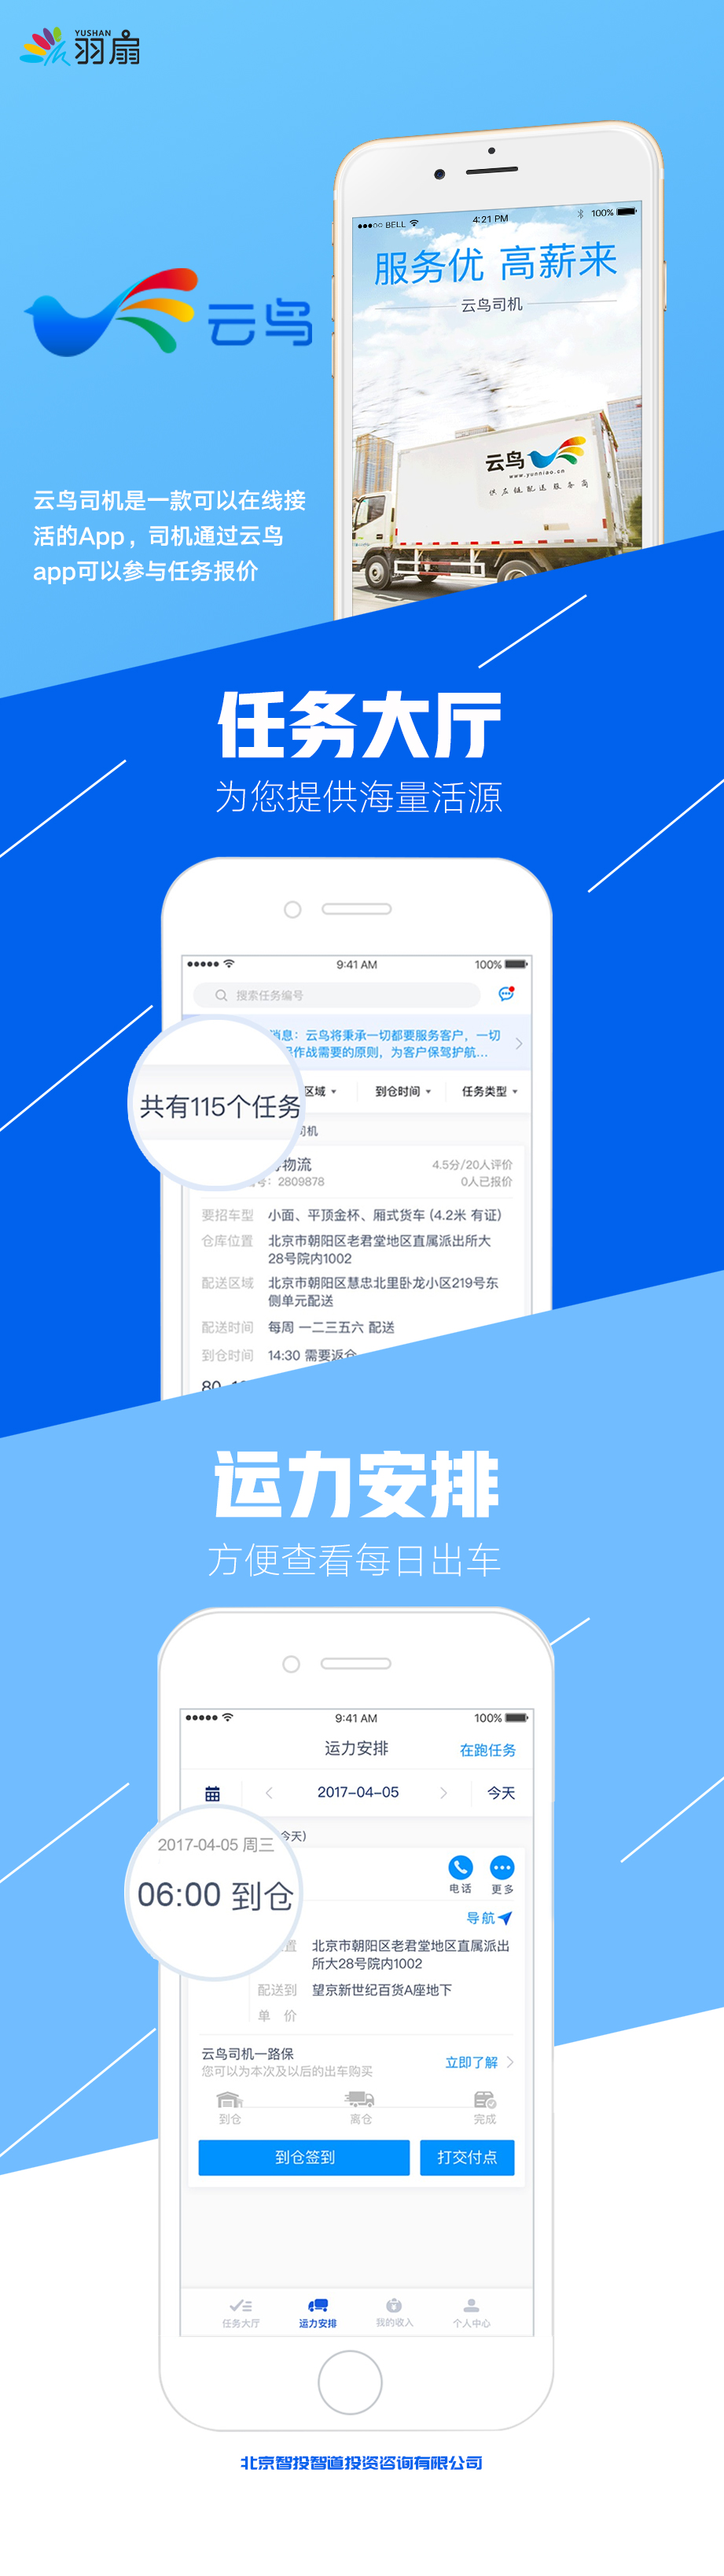 YUSHAN
羽扇
BELL 4:21 PM 100%
服务优 高薪来
云鸟司机
云鸟
云鸟
www.yunniao.cn
供应链配送服务商
云鸟司机是一款可以在线接
活的App，司机通过云鸟
app可以参与任务报价
任务大厅
为您提供海量活源
9:41 AM 100%
搜索任务编号
消息：云鸟将秉承一切都要服务客户，一切
作战需要的原则，为客户保驾护航...
区域 到仓时间 任务类型
共有115个任务
司机
物流 4.5分/20人评价
号：2809878 0人已报价
要招车型 小面、平顶金杯、厢式货车 (4.2米 有证)
仓库位置 北京市朝阳区老君堂地区直属派出所大
28号院内1002
配送区域 北京市朝阳区慧忠北里卧龙小区219号东
侧单元配送
配送时间 每周 一二三五六 配送
到仓时间 14:30 需要返仓
运力安排
方便查看每日出车
9:41 AM 100%
运力安排 在跑任务
2017-04-05 今天
今天)
2017-04-05 周三
06:00 到仓
电话 更多
导航
置 北京市朝阳区老君堂地区直属派出
所大28号院内1002
配送到 望京新世纪百货A座地下
单 价
云鸟司机一路保
您可以为本次及以后的出车购买
立即了解
到仓 离仓 完成
到仓签到 打交付点
任务大厅 运力安排 我的收入 个人中心
北京智投智道投资咨询有限公司